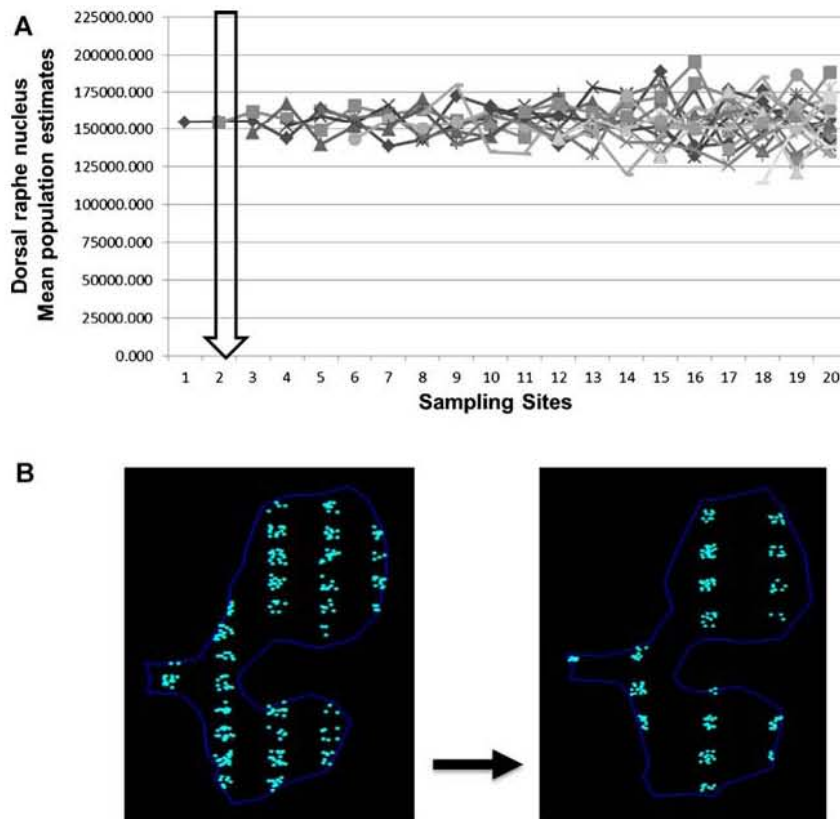 A
Dorsal raphe nucleus
Mean population estimates
225000.000
200000.000
175000.000
150000.000
125000.000
100000.000
75000.000
50000.000
25000.000
0.000
1 2 3 4 5 6 7 8 9 10 11 12 13 14 15 16 17 18 19 20
Sampling Sites
B